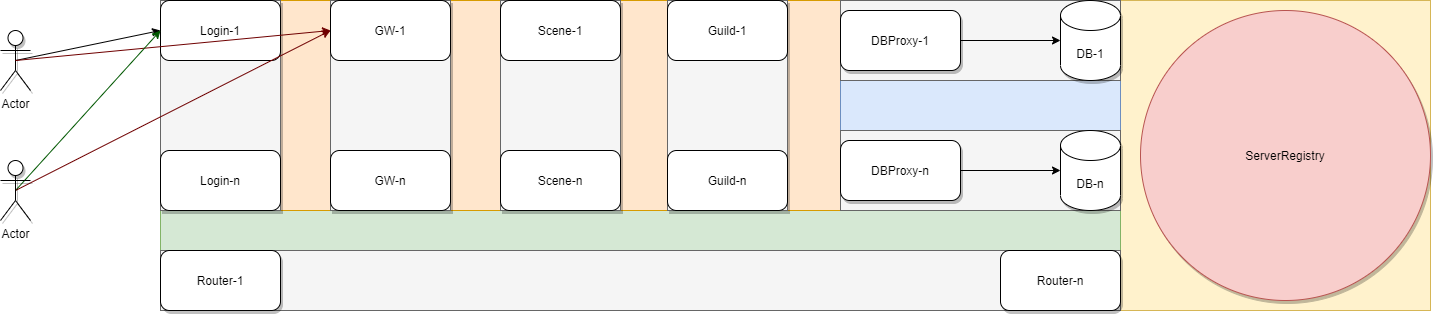 Login-1
GW-1
Scene-1
Guild-1
DBProxy-1
DB-1
Actor
ServerRegistry
Login-n
GW-n
Scene-n
Guild-n
DBProxy-n
DB-n
Actor
Router-1
Router-n